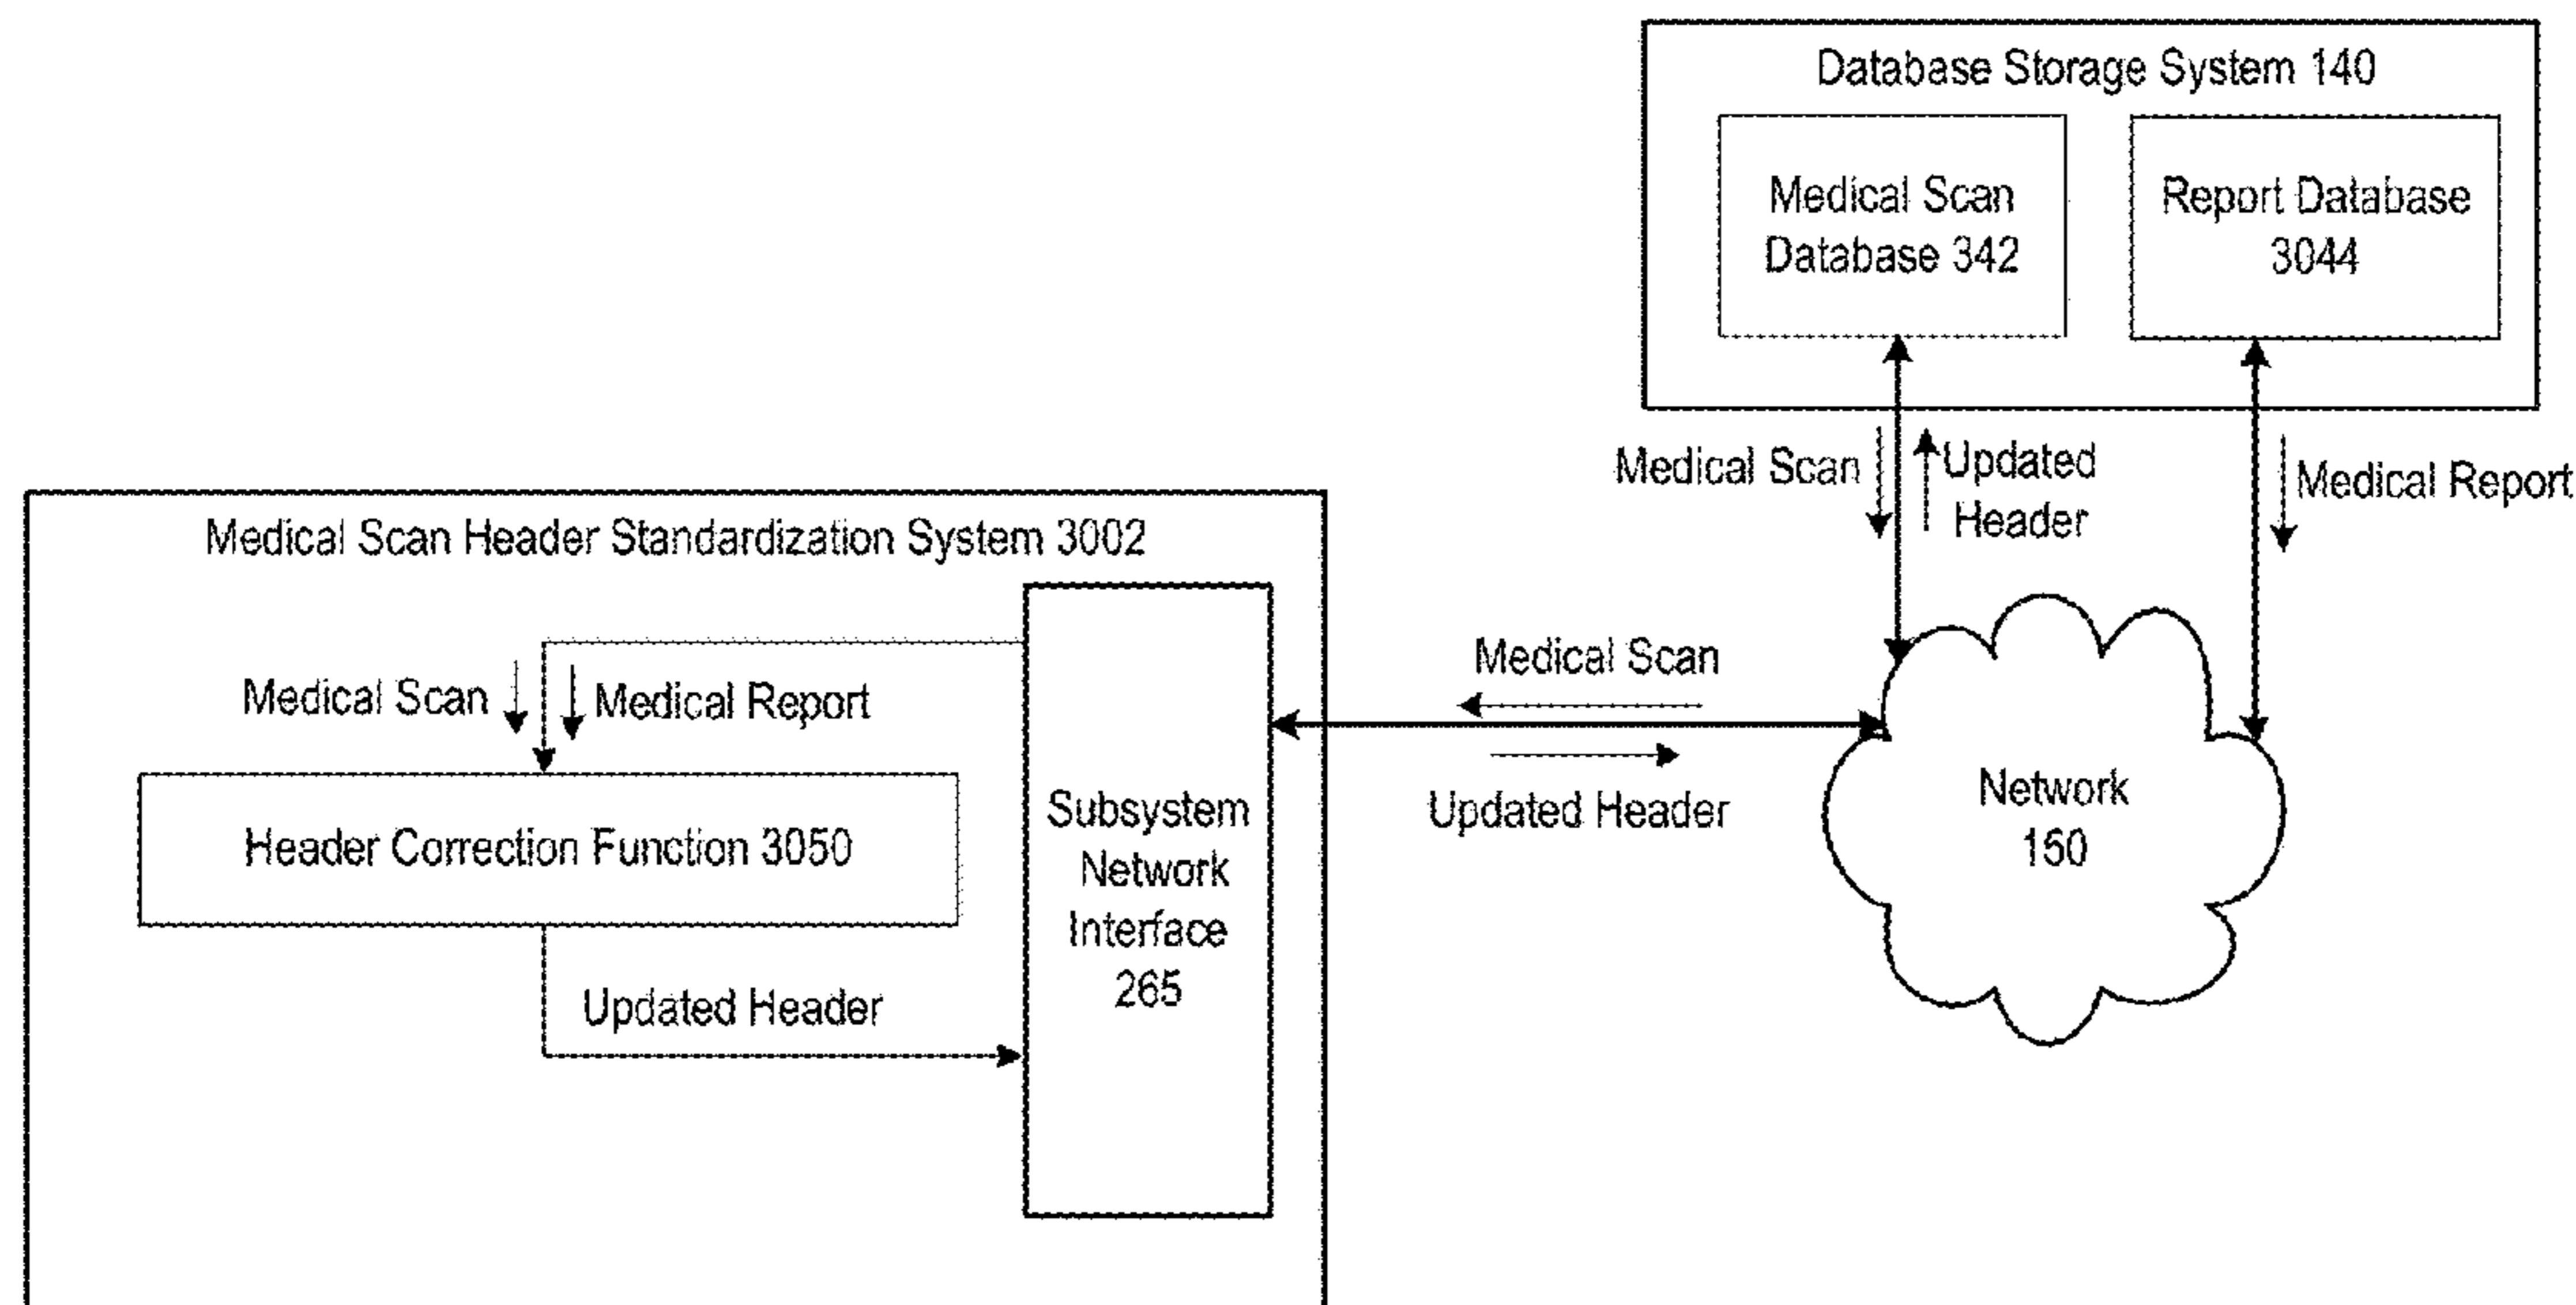 Database Storage System 140
Medical Scan
Database 342
Report Database
3044
Medical Scan
Updated
Header
Medical Report
Medical Scan Header Standardization System 3002
Medical Scan
Medical Report
Header Correction Function 3050
Updated Header
Subsystem
Network
Interface
265
Medical Scan
Updated Header
Network
150